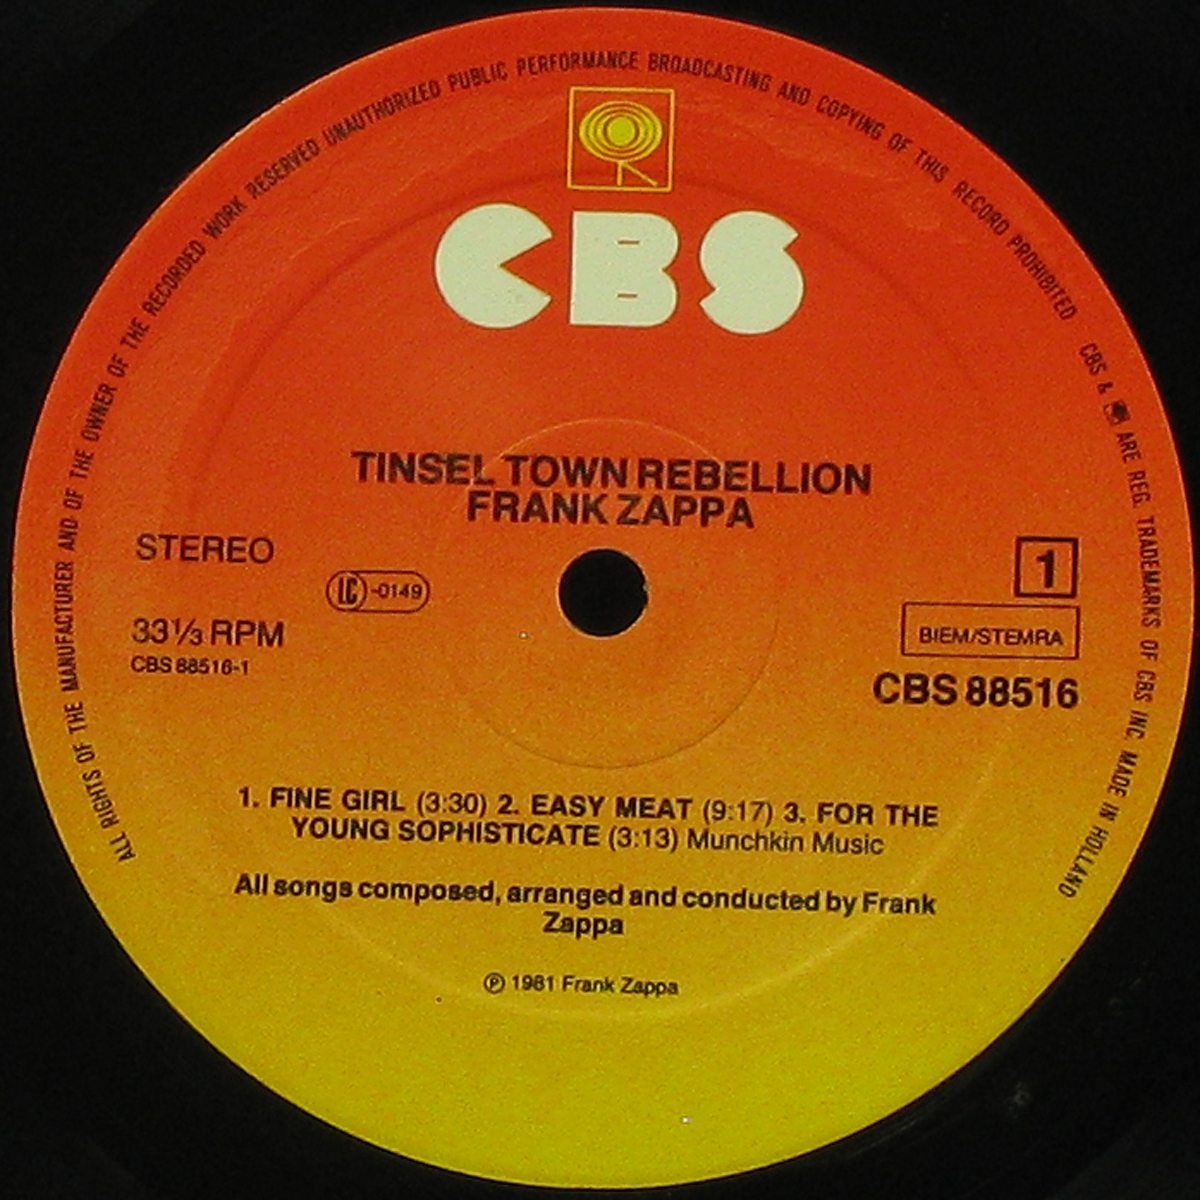 ALL RIGHTS OF THE MANUFACTURER AND OF THE OWNER OF THE RECORDED WORK RESERVED UNAUTHORIZED PUBLIC PERFORMANCE BROADCASTING AND COPYING OF THIS RECORD PROHIBITED CBS & ARE REG. TRADEMARKS OF CBS INC MADE IN HOLLAND
CBS
TINSEL TOWN REBELLION
FRANK ZAPPA
STEREO
LC-0149
1
33 1/3 RPM
BIEM/STEMRA
CBS 88516-1
CBS 88516
1. FINE GIRL (3:30) 2. EASY MEAT (9:17) 3. FOR THE
YOUNG SOPHISTICATE (3:13) Munchkin Music
All songs composed, arranged and conducted by Frank
Zappa
℗ 1981 Frank Zappa